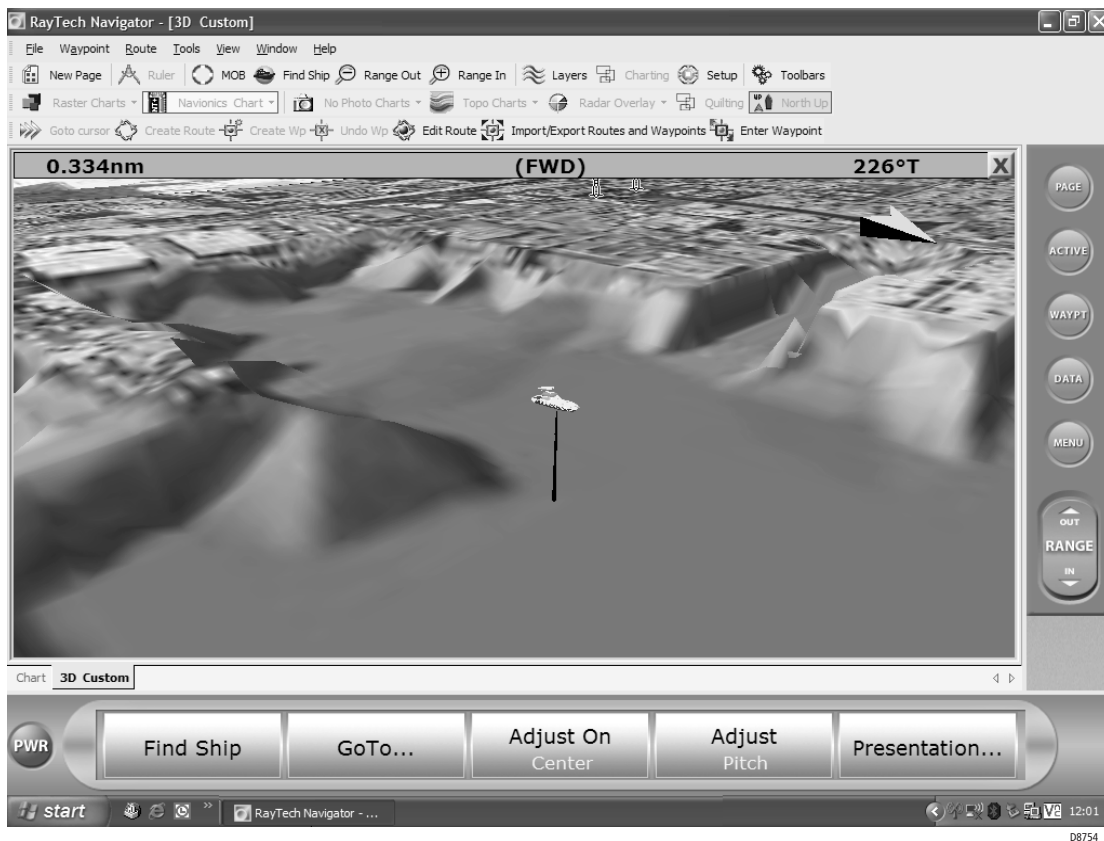 RayTech Navigator - [3D Custom]
File Waypoint Route Tools View Window Help
New Page Ruler MOB Find Ship Range Out Range In Layers Charting Setup Toolbars
Raster Charts Navionics Chart No Photo Charts Topo Charts Radar Overlay Quilting North Up
Goto cursor Create Route Create Wp Undo Wp Edit Route Import/Export Routes and Waypoints Enter Waypoint
0.334nm (FWD) 226°T X
PAGE
ACTIVE
WAYPT
DATA
MENU
OUT
RANGE
IN
Chart 3D Custom
PWR
Find Ship
GoTo...
Adjust On
Center
Adjust
Pitch
Presentation...
start RayTech Navigator - ... 12:01
D8754